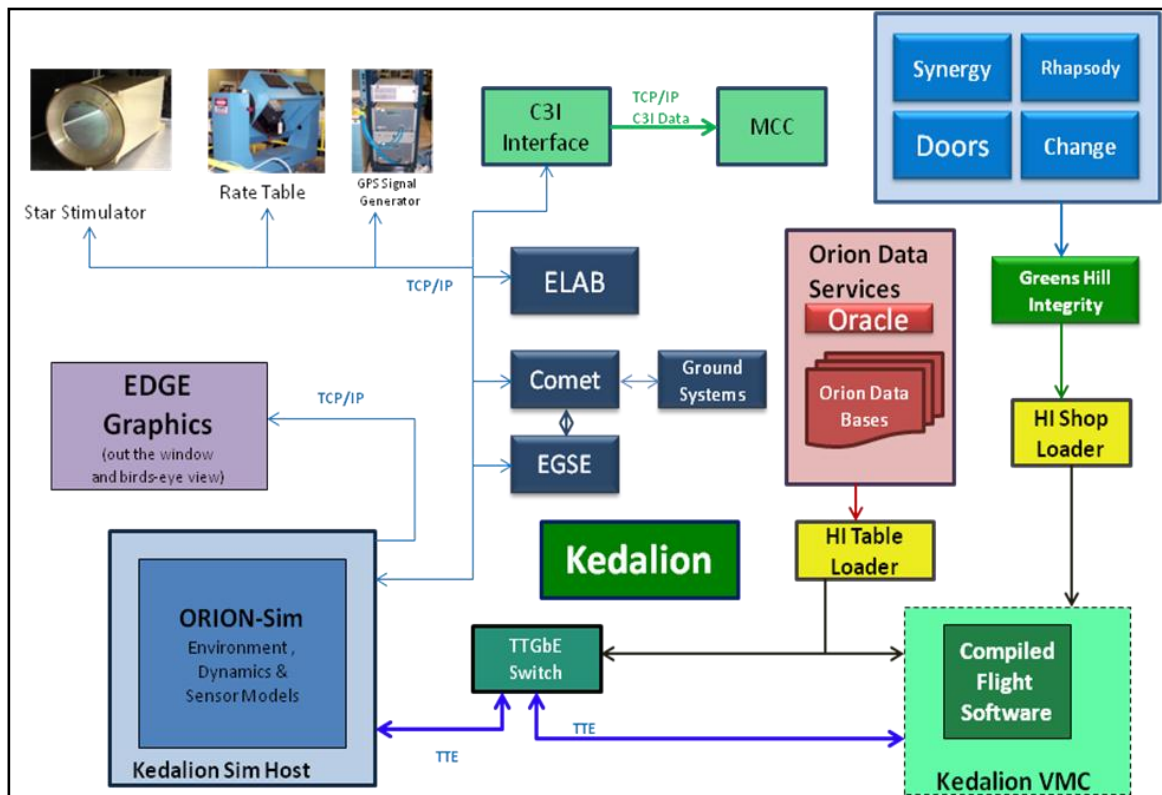 Synergy
Rhapsody
Doors
Change
C3I
Interface
TCP/IP
C3I Data
MCC
Star Stimulator
Rate Table
GPS Signal
Generator
TCP/IP
ELAB
Orion Data
Services
Oracle
Orion Data
Bases
Greens Hill
Integrity
EDGE
Graphics
(out the window
and birds-eye view)
TCP/IP
Comet
Ground
Systems
EGSE
HI Shop
Loader
Kedalion
HI Table
Loader
ORION-Sim
Environment ,
Dynamics &
Sensor Models
Kedalion Sim Host
TTGbE
Switch
TTE
TTE
Compiled
Flight
Software
Kedalion VMC